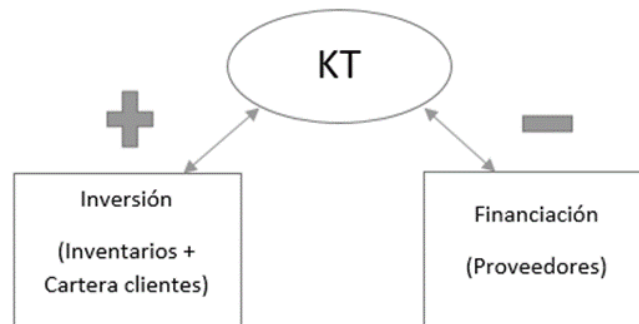 KT
Inversión
(Inventarios +
Cartera clientes)
Financiación
(Proveedores)